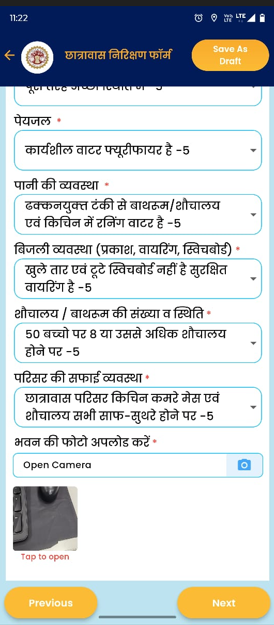 11:22
LTE
छात्रावास निरिक्षण फॉर्म
Save As
Draft
पेयजल *
कार्यशील वाटर फ्यूरीफायर है -5
पानी की व्यवस्था *
ढक्कनयुक्त टंकी से बाथरूम/शौचालय
एवं किचिन में रनिंग वाटर है -5
बिजली व्यवस्था (प्रकाश, वायरिंग, स्विचबोर्ड) *
खुले तार एवं टूटे स्विचबोर्ड नहीं है सुरक्षित
वायरिंग है -5
शौचालय / बाथरूम की संख्या व स्थिति *
50 बच्चो पर 8 या उससे अधिक शौचालय
होने पर -5
परिसर की सफाई व्यवस्था *
छात्रावास परिसर किचिन कमरे मेस एवं
शौचालय सभी साफ-सुथरे होने पर -5
भवन की फोटो अपलोड करें *
Open Camera
Tap to open
Previous
Next